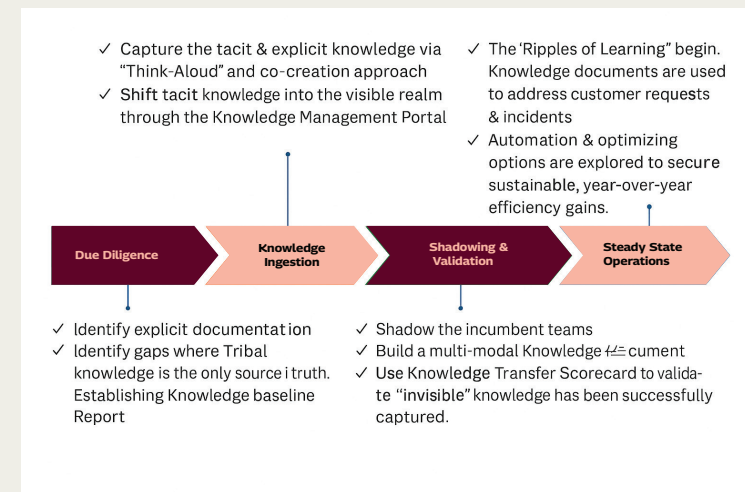 ✓ Capture the tacit & explicit knowledge via
“Think-Aloud” and co-creation approach
✓ Shift tacit knowledge into the visible realm
through the Knowledge Management Portal
✓ The ‘Ripples of Learning” begin.
Knowledge documents are used
to address customer requests
& incidents
✓ Automation & optimizing
options are explored to secure
sustainable, year-over-year
efficiency gains.
Due Diligence
Knowledge
Ingestion
Shadowing &
Validation
Steady State
Operations
✓ Identify explicit documentation
✓ Identify gaps where Tribal
knowledge is the only source i truth.
Establishing Knowledge baseline
Report
✓ Shadow the incumbent teams
✓ Build a multi-modal Knowledge cument
✓ Use Knowledge Transfer Scorecard to valida-
te “invisible” knowledge has been successfully
captured.